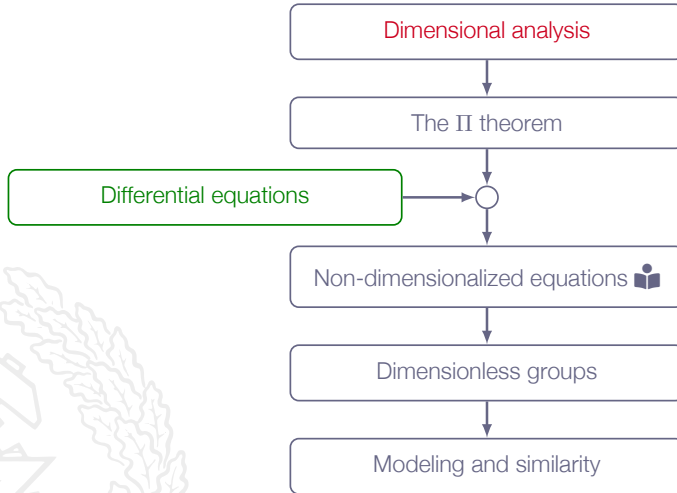 Dimensional analysis
The Π theorem
Differential equations
Non-dimensionalized equations
Dimensionless groups
Modeling and similarity